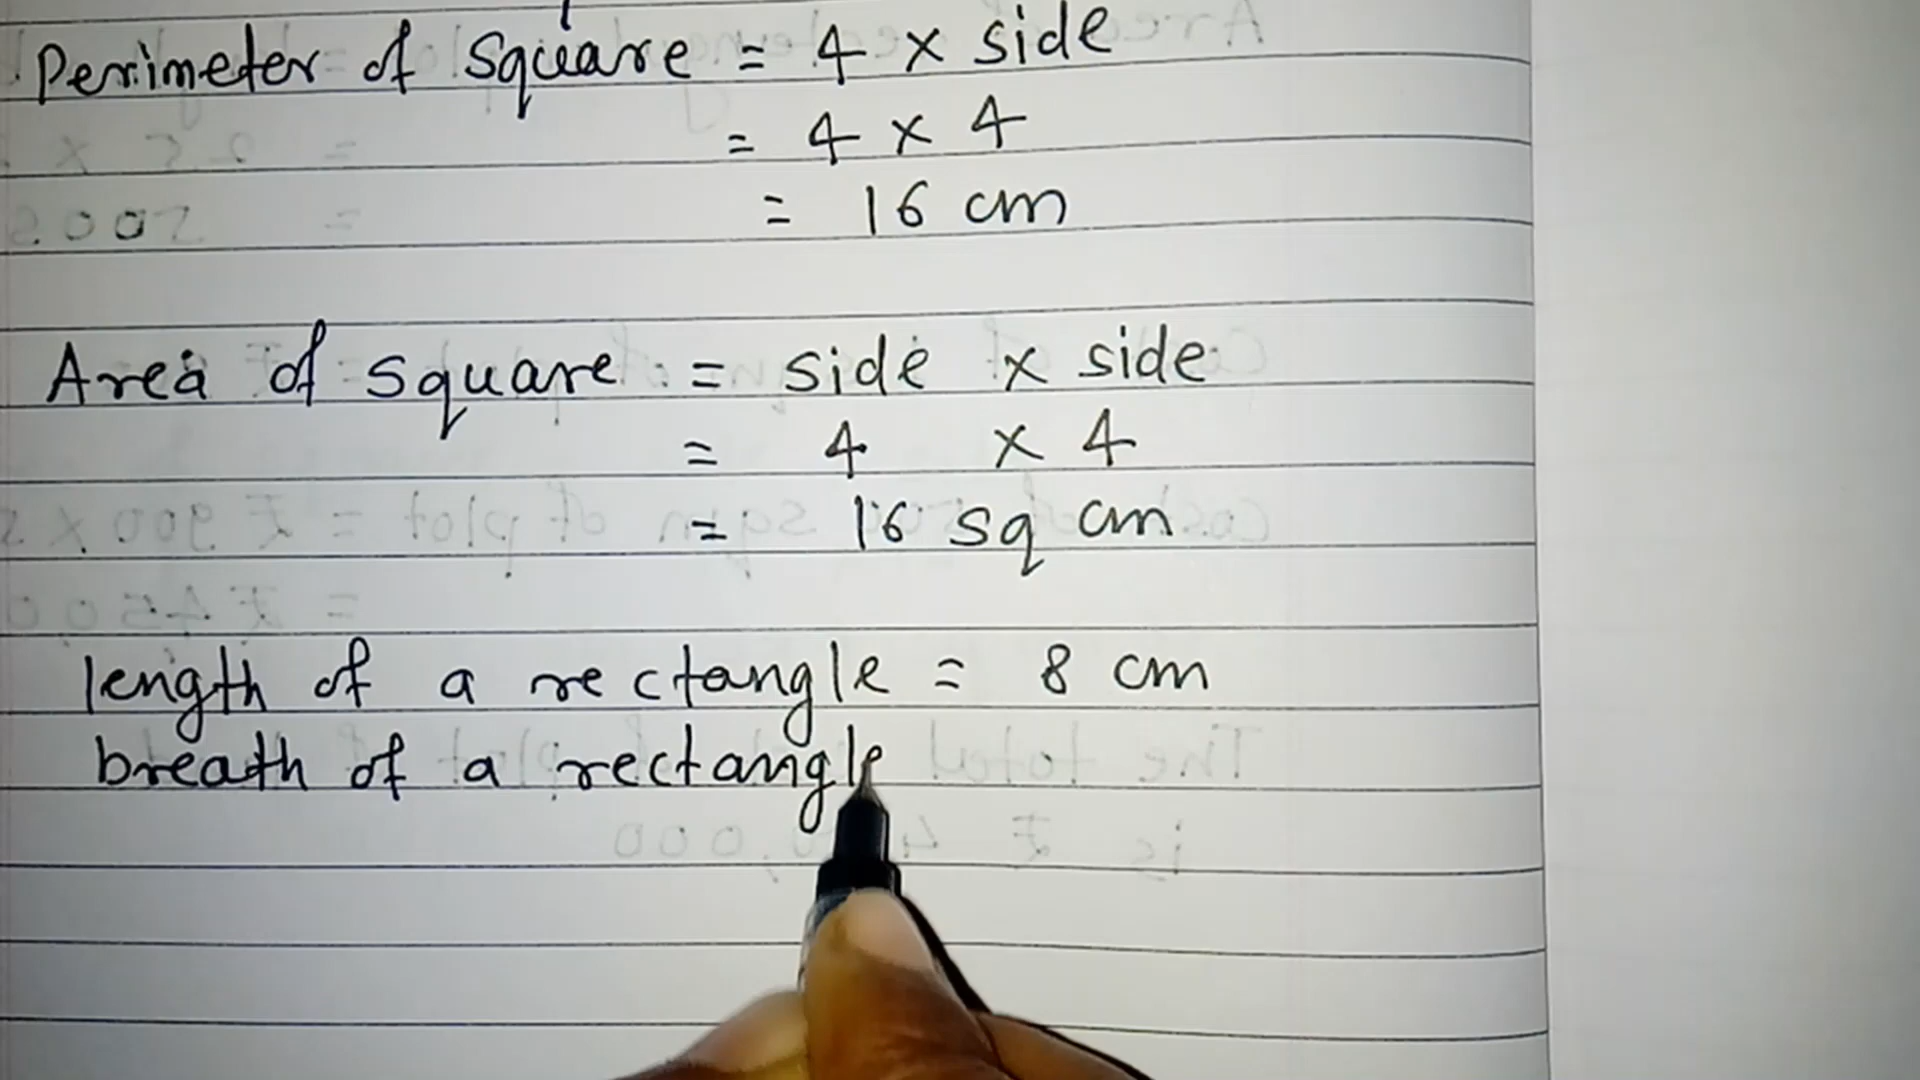 Perimeter of square = 4 x side
= 4 x 4
= 16 cm
Area of square = side x side
= 4 x 4
= 16 sq cm
length of a rectangle = 8 cm
breath of a rectangle